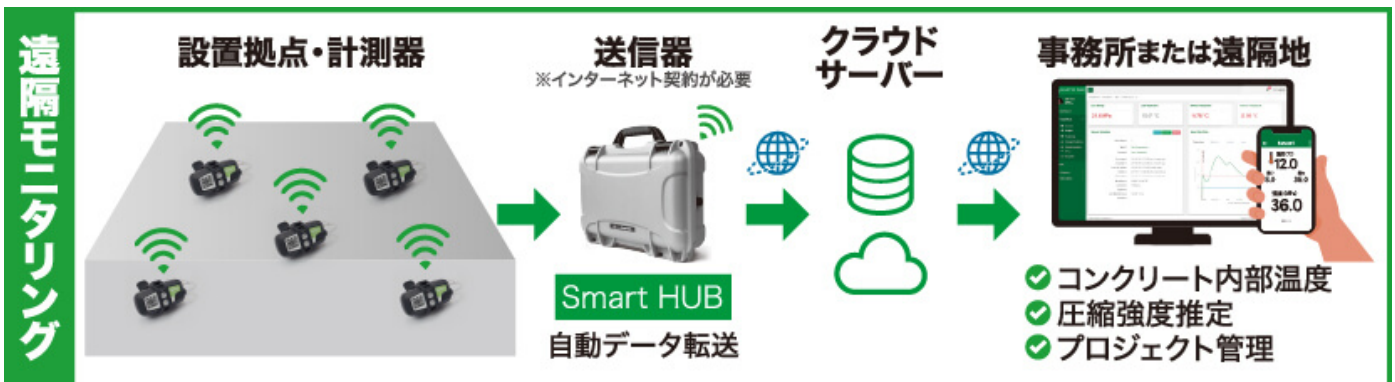 遠隔モニタリング
設置拠点・計測器
送信器
※インターネット契約が必要
Smart HUB
自動データ転送
クラウド
サーバー
事務所または遠隔地
12.0
36.0
コンクリート内部温度
圧縮強度推定
プロジェクト管理